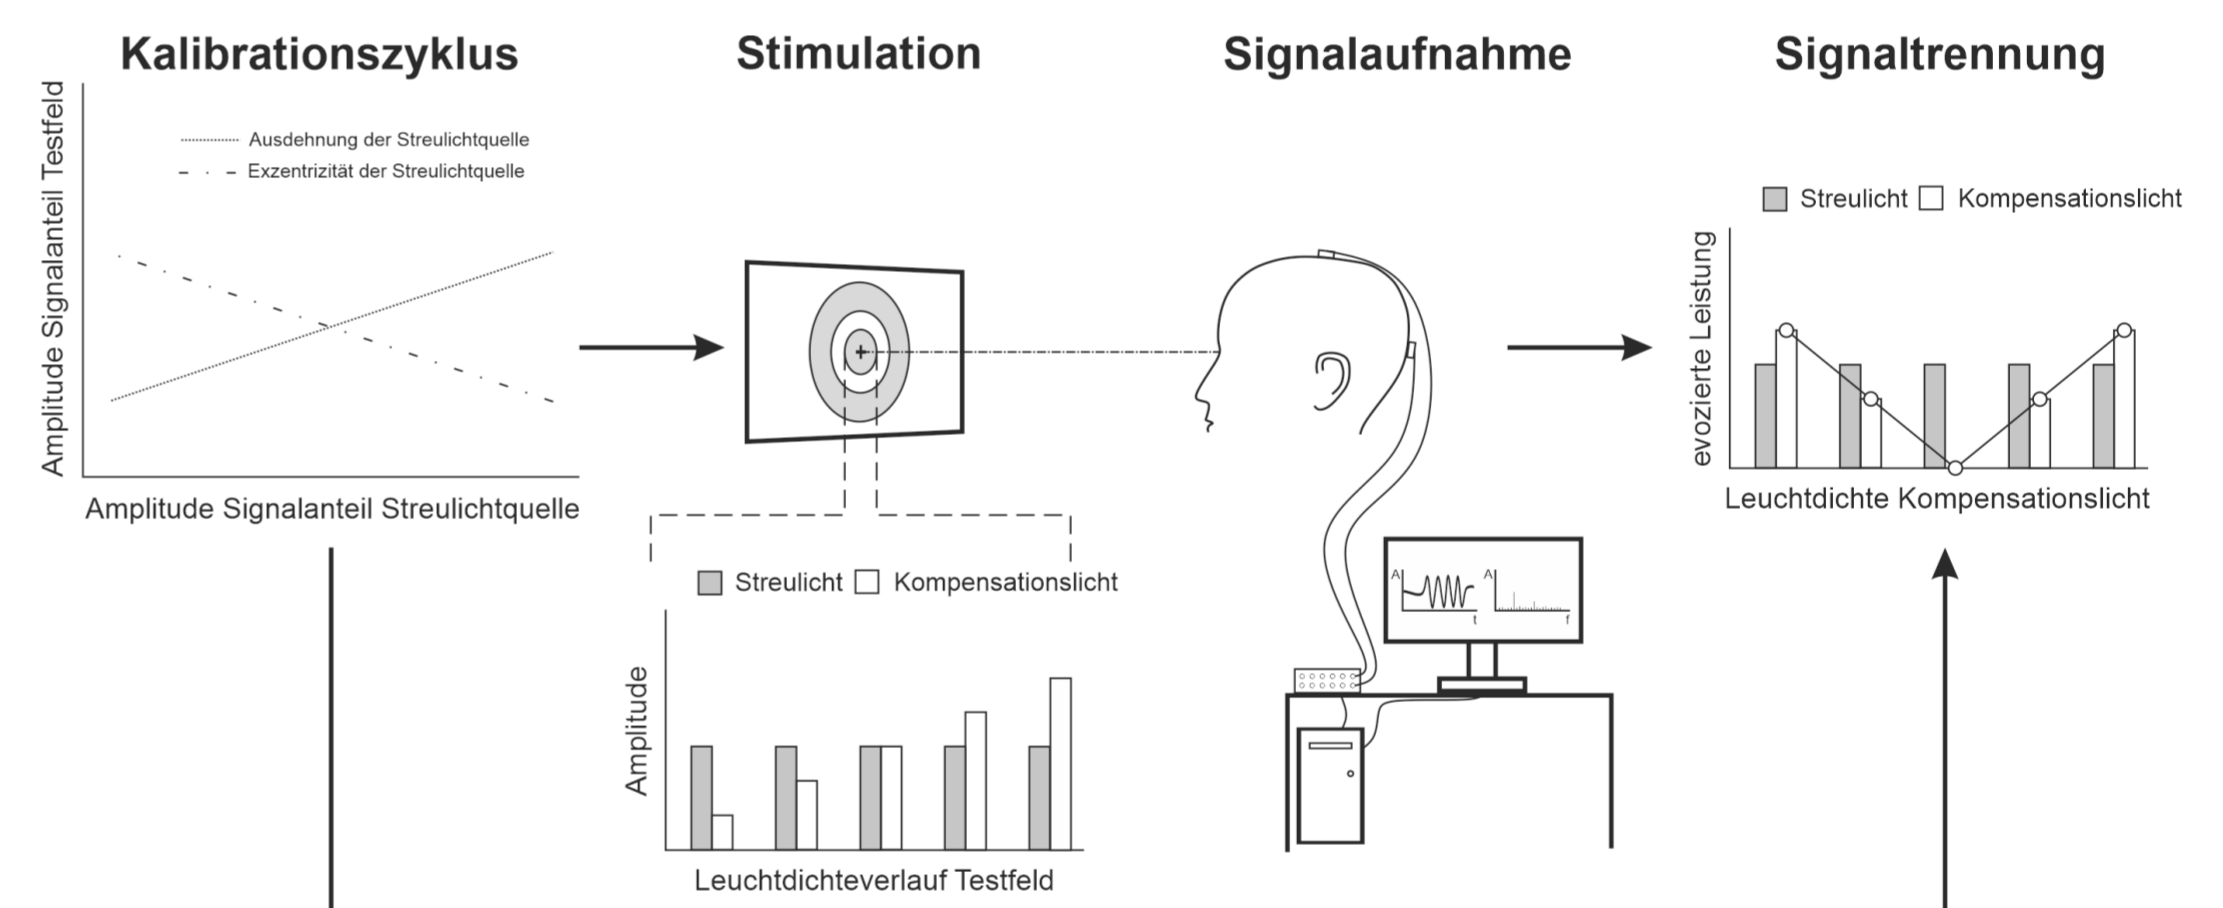 Kalibrationszyklus
Amplitude Signalanteil Testfeld
Ausdehnung der Streulichtquelle
Exzentrizität der Streulichtquelle
Amplitude Signalanteil Streulichtquelle
Stimulation
Streulicht Kompensationslicht
Amplitude
Leuchtdichteverlauf Testfeld
Signalaufnahme
A
t
A
f
Signaltrennung
Streulicht Kompensationslicht
evozierte Leistung
Leuchtdichte Kompensationslicht